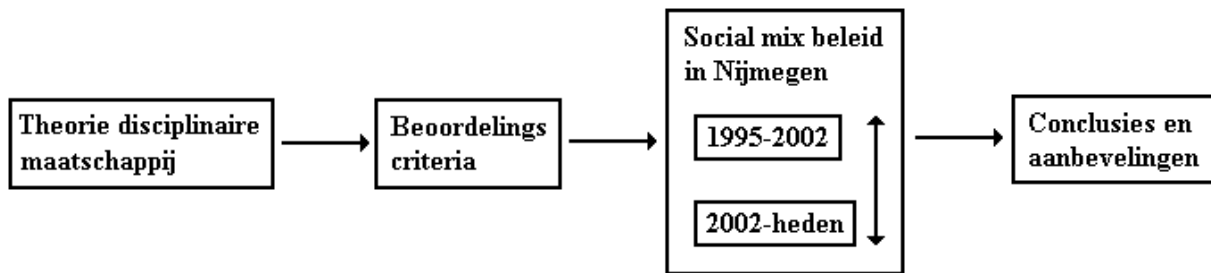 Theorie disciplinaire
maatschappij
Beoordelings
criteria
Social mix beleid
in Nijmegen
1995-2002
2002-heden
Conclusies en
aanbevelingen